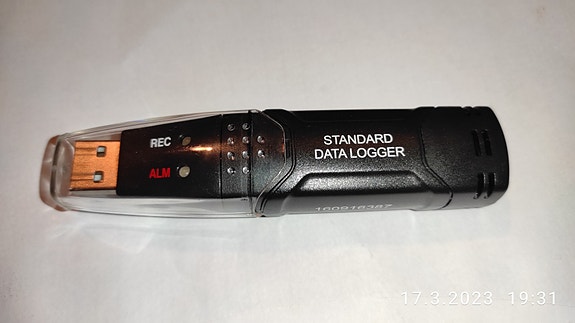 REC
ALM
STANDARD
DATA LOGGER
17.3.2023 19:31